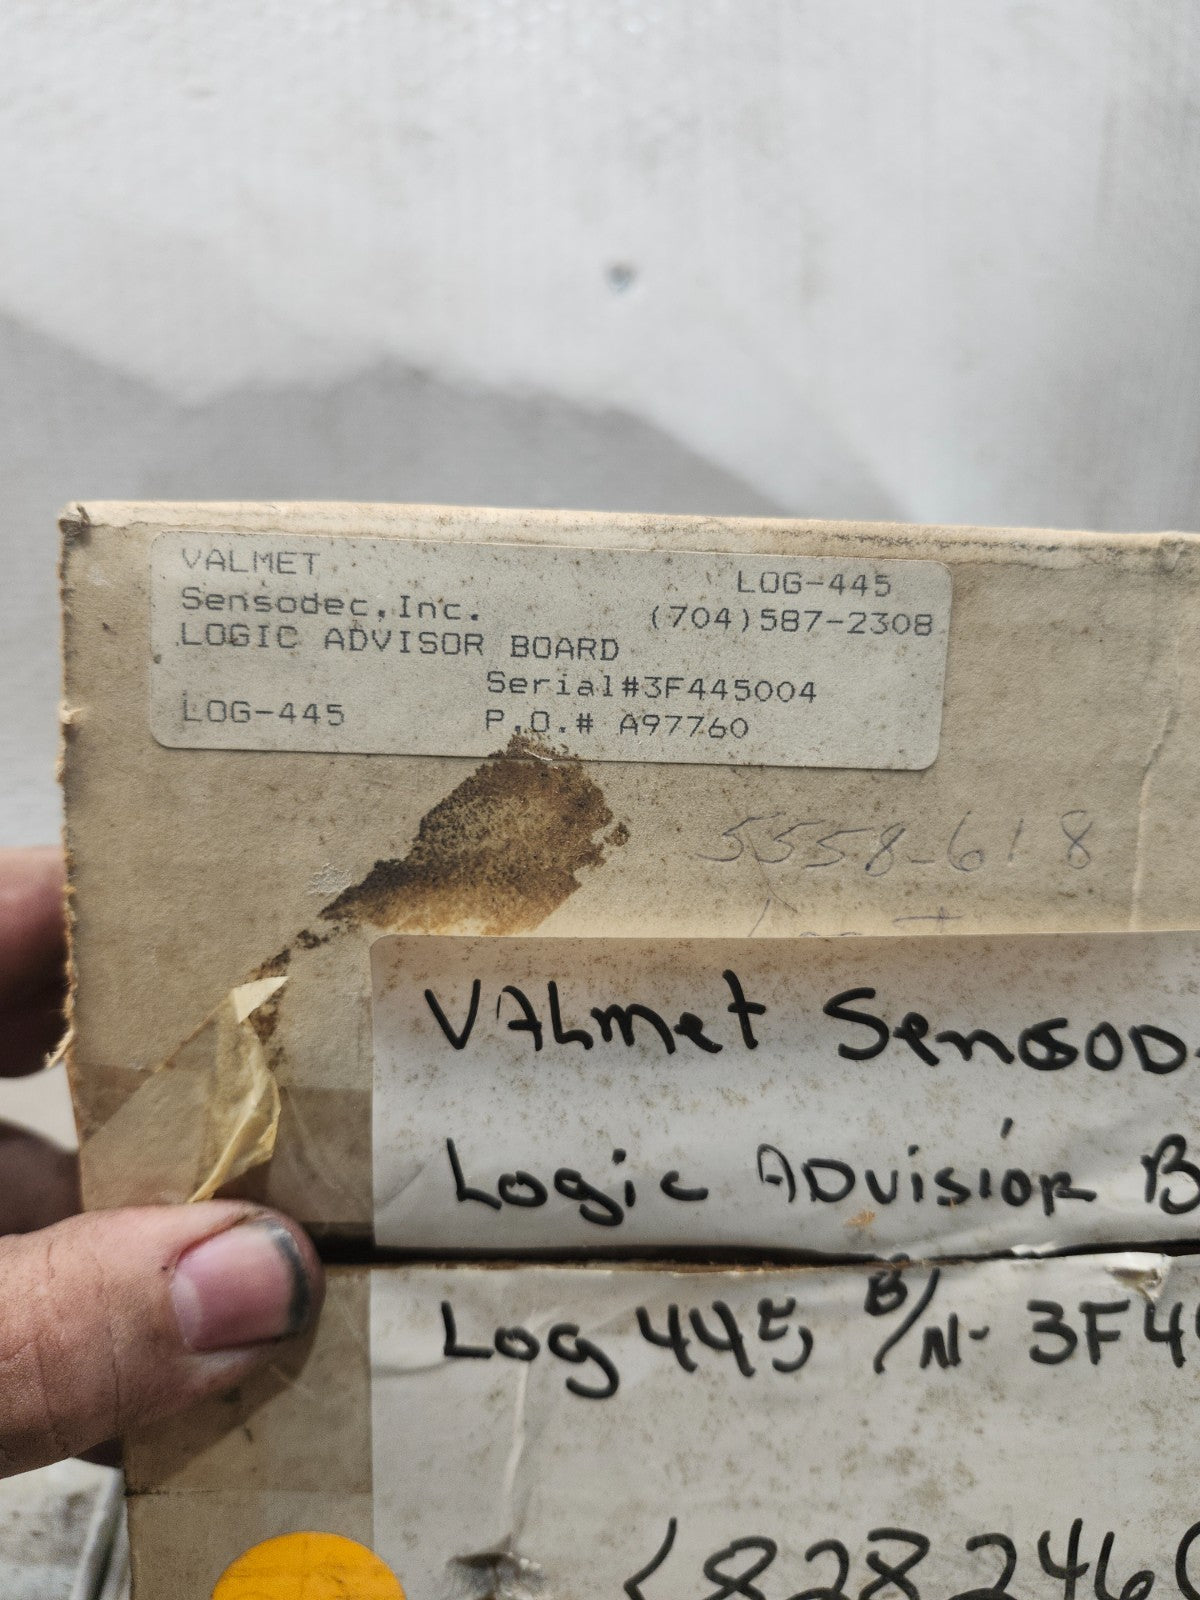 VALMET LOG-445
Sensodec,Inc. (704)587-2308
LOGIC ADVISOR BOARD
Serial#3F445004
LOG-445 P.O.# A97760
5558-618
VALmet Sensod
Logic ADvisior B
Log 445 B/N- 3F4
828246